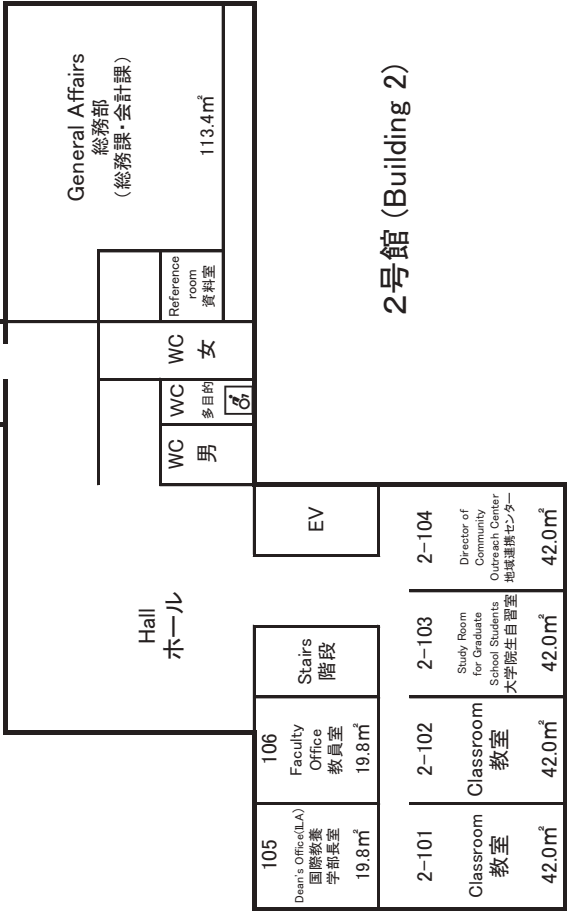 General Affairs
総務部
(総務課・会計課)
113.4㎡
Reference
room
資料室
WC
女
WC
多目的
WC
男
Hall
ホール
2号館 (Building 2)
EV
Stairs
階段
106
Faculty
Office
教員室
19.8㎡
105
Dean's Office(ILA)
国際教養
学部長室
19.8㎡
2-104
Director of
Community
Outreach Center
地域連携センター
42.0㎡
2-103
Study Room
for Graduate
School Students
大学院生自習室
42.0㎡
2-102
Classroom
教室
42.0㎡
2-101
Classroom
教室
42.0㎡